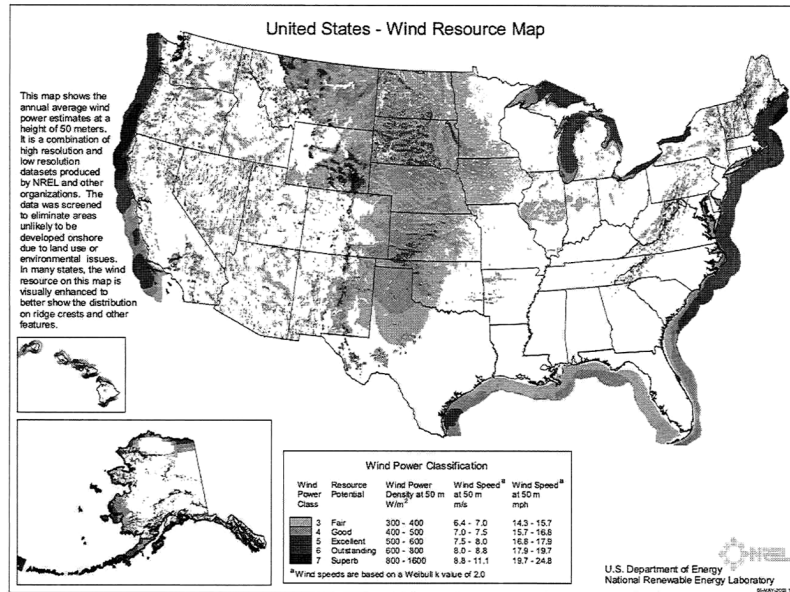 United States - Wind Resource Map
This map shows the
annual average wind
power estimates at a
height of 50 meters.
It is a combination of
high resolution and
low resolution
datasets produced
by NREL and other
organizations. The
data was screened
to eliminate areas
unlikely to be
developed onshore
due to land use or
environmental issues.
In many states, the wind
resource on this map is
visually enhanced to
better show the distribution
on ridge crests and other
features.
Wind Power Classification
Wind Power Class Resource Potential Wind Power Density at 50 m W/m² Wind Speedᵃ at 50 m m/s Wind Speedᵃ at 50 m mph
3 Fair 300 - 400 6.4 - 7.0 14.3 - 15.7
4 Good 400 - 500 7.0 - 7.5 15.7 - 16.8
5 Excellent 500 - 600 7.5 - 8.0 16.8 - 17.9
6 Outstanding 600 - 800 8.0 - 8.8 17.9 - 19.7
7 Superb 800 - 1600 8.8 - 11.1 19.7 - 24.8
ᵃ Wind speeds are based on a Weibull k value of 2.0
NREL
U.S. Department of Energy
National Renewable Energy Laboratory